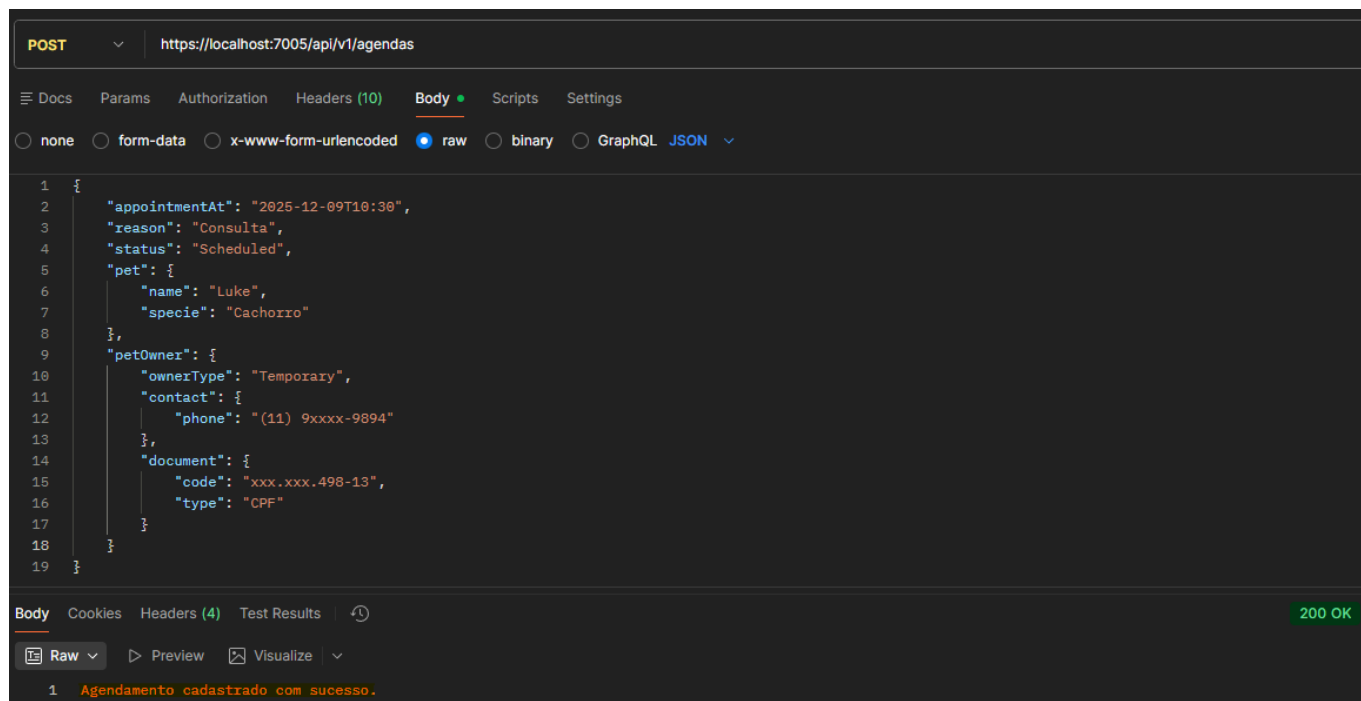 POST https://localhost:7005/api/v1/agendas
Docs Params Authorization Headers (10) Body Scripts Settings
none form-data x-www-form-urlencoded raw binary GraphQL JSON
1 {
2 "appointmentAt": "2025-12-09T10:30",
3 "reason": "Consulta",
4 "status": "Scheduled",
5 "pet": {
6 "name": "Luke",
7 "specie": "Cachorro"
8 },
9 "petOwner": {
10 "ownerType": "Temporary",
11 "contact": {
12 "phone": "(11) 9xxxx-9894"
13 },
14 "document": {
15 "code": "xxx.xxx.498-13",
16 "type": "CPF"
17 }
18 }
19 }
Body Cookies Headers (4) Test Results 200 OK
Raw Preview Visualize
1 Agendamento cadastrado com sucesso.